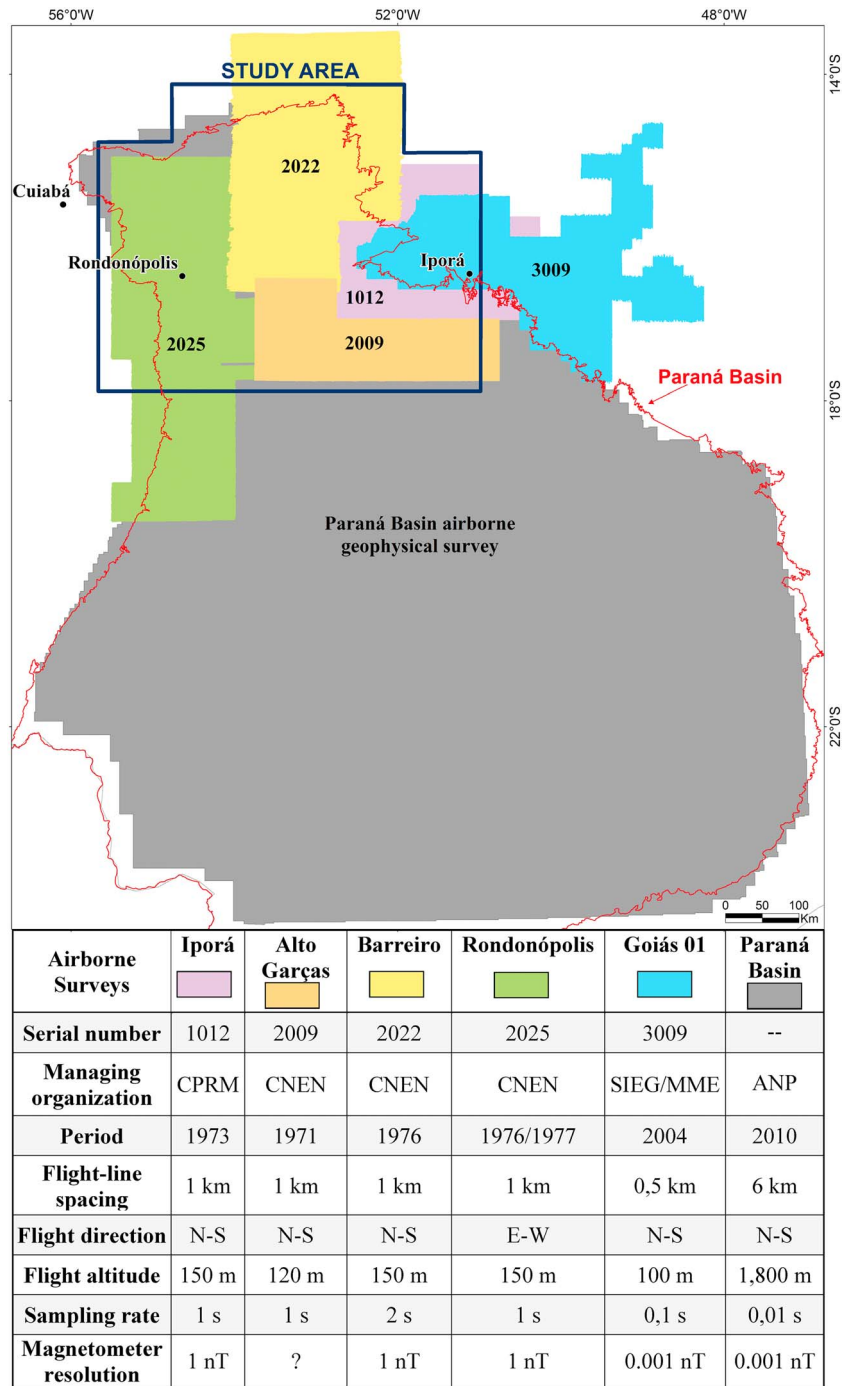 56°0'W 52°0'W 48°0'W
14°0'S
STUDY AREA
2022
Cuiabá
Rondonópolis
Iporá
3009
1012
2025
2009
Paraná Basin
18°0'S
Paraná Basin airborne
geophysical survey
22°0'S
0 50 100
Km
Airborne Surveys Iporá Alto Garças Barreiro Rondonópolis Goiás 01 Paraná Basin
Serial number 1012 2009 2022 2025 3009 --
Managing organization CPRM CNEN CNEN CNEN SIEG/MME ANP
Period 1973 1971 1976 1976/1977 2004 2010
Flight-line spacing 1 km 1 km 1 km 1 km 0,5 km 6 km
Flight direction N-S N-S N-S E-W N-S N-S
Flight altitude 150 m 120 m 150 m 150 m 100 m 1,800 m
Sampling rate 1 s 1 s 2 s 1 s 0,1 s 0,01 s
Magnetometer resolution 1 nT ? 1 nT 1 nT 0.001 nT 0.001 nT